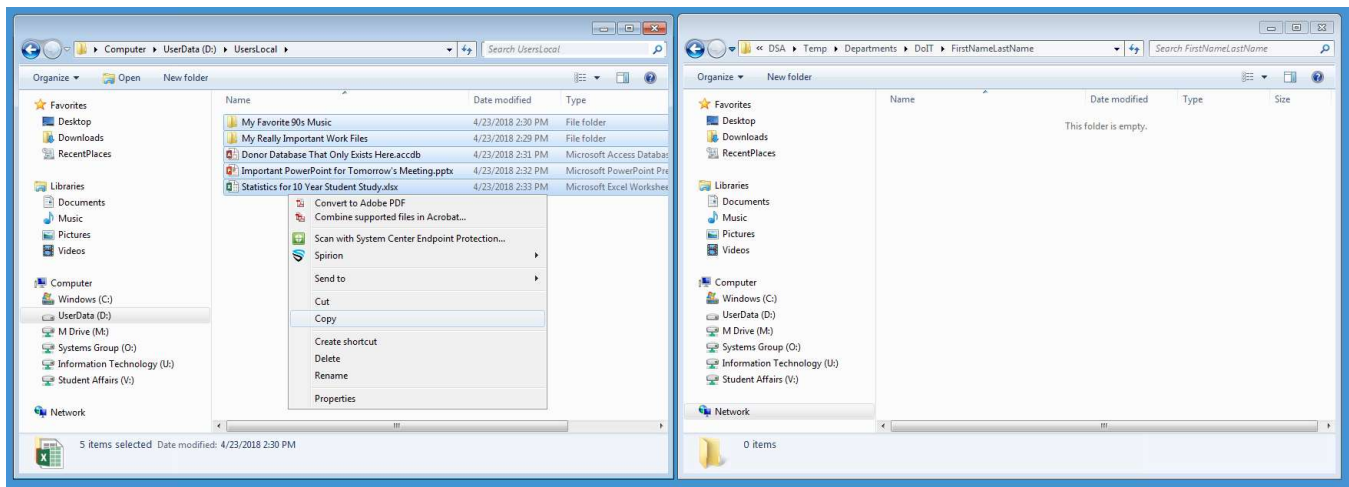 Computer ▸ UserData (D:) ▸ UsersLocal ▸
Search UsersLocal
Organize ▾ Open New folder
Favorites
Desktop
Downloads
RecentPlaces
Libraries
Documents
Music
Pictures
Videos
Computer
Windows (C:)
UserData (D:)
M Drive (M:)
Systems Group (O:)
Information Technology (U:)
Student Affairs (V:)
Network
Name Date modified Type
My Favorite 90s Music 4/23/2018 2:30 PM File folder
My Really Important Work Files 4/23/2018 2:29 PM File folder
Donor Database That Only Exists Here.accdb 4/23/2018 2:31 PM Microsoft Access Databas
Important PowerPoint for Tomorrow's Meeting.pptx 4/23/2018 2:32 PM Microsoft PowerPoint Pre
Statistics for 10 Year Student Study.xlsx 4/23/2018 2:33 PM Microsoft Excel Workshee
Convert to Adobe PDF
Combine supported files in Acrobat...
Scan with System Center Endpoint Protection...
Spirion
Send to
Cut
Copy
Create shortcut
Delete
Rename
Properties
5 items selected Date modified: 4/23/2018 2:30 PM
« DSA ▸ Temp ▸ Departments ▸ DoIT ▸ FirstNameLastName
Search FirstNameLastName
Organize ▾ New folder
Favorites
Desktop
Downloads
RecentPlaces
Libraries
Documents
Music
Pictures
Videos
Computer
Windows (C:)
UserData (D:)
M Drive (M:)
Systems Group (O:)
Information Technology (U:)
Student Affairs (V:)
Network
Name Date modified Type Size
This folder is empty.
0 items